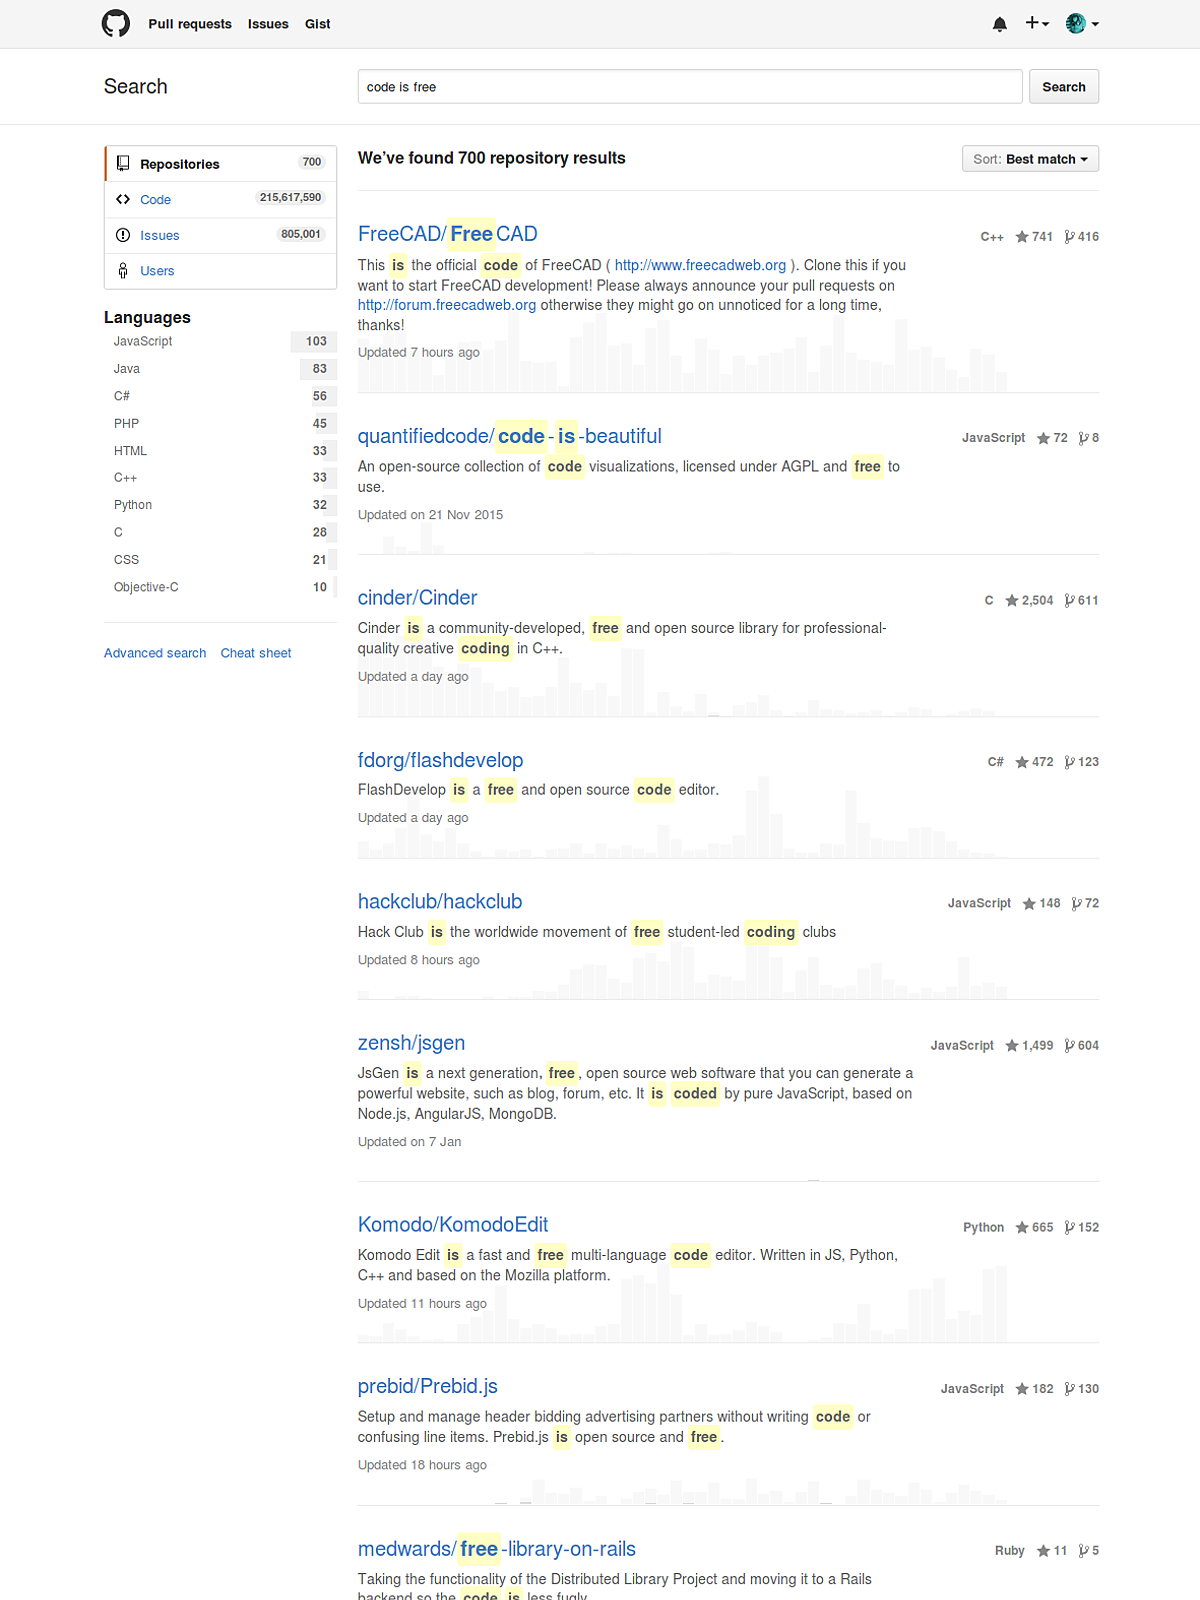 Pull requests Issues Gist
Search
code is free
Search
Repositories 700
Code 215,617,590
Issues 805,001
Users
Languages
JavaScript 103
Java 83
C# 56
PHP 45
HTML 33
C++ 33
Python 32
C 28
CSS 21
Objective-C 10
Advanced search Cheat sheet
We’ve found 700 repository results
Sort: Best match
FreeCAD/FreeCAD
C++ 741 416
This is the official code of FreeCAD ( http://www.freecadweb.org ). Clone this if you
want to start FreeCAD development! Please always announce your pull requests on
http://forum.freecadweb.org otherwise they might go on unnoticed for a long time,
thanks!
Updated 7 hours ago
quantifiedcode/code-is-beautiful
JavaScript 72 8
An open-source collection of code visualizations, licensed under AGPL and free to
use.
Updated on 21 Nov 2015
cinder/Cinder
C 2,504 611
Cinder is a community-developed, free and open source library for professional-
quality creative coding in C++.
Updated a day ago
fdorg/flashdevelop
C# 472 123
FlashDevelop is a free and open source code editor.
Updated a day ago
hackclub/hackclub
JavaScript 148 72
Hack Club is the worldwide movement of free student-led coding clubs
Updated 8 hours ago
zensh/jsgen
JavaScript 1,499 604
JsGen is a next generation, free, open source web software that you can generate a
powerful website, such as blog, forum, etc. It is coded by pure JavaScript, based on
Node.js, AngularJS, MongoDB.
Updated on 7 Jan
Komodo/KomodoEdit
Python 665 152
Komodo Edit is a fast and free multi-language code editor. Written in JS, Python,
C++ and based on the Mozilla platform.
Updated 11 hours ago
prebid/Prebid.js
JavaScript 182 130
Setup and manage header bidding advertising partners without writing code or
confusing line items. Prebid.js is open source and free.
Updated 18 hours ago
medwards/free-library-on-rails
Ruby 11 5
Taking the functionality of the Distributed Library Project and moving it to a Rails
backend so the code is less fugly